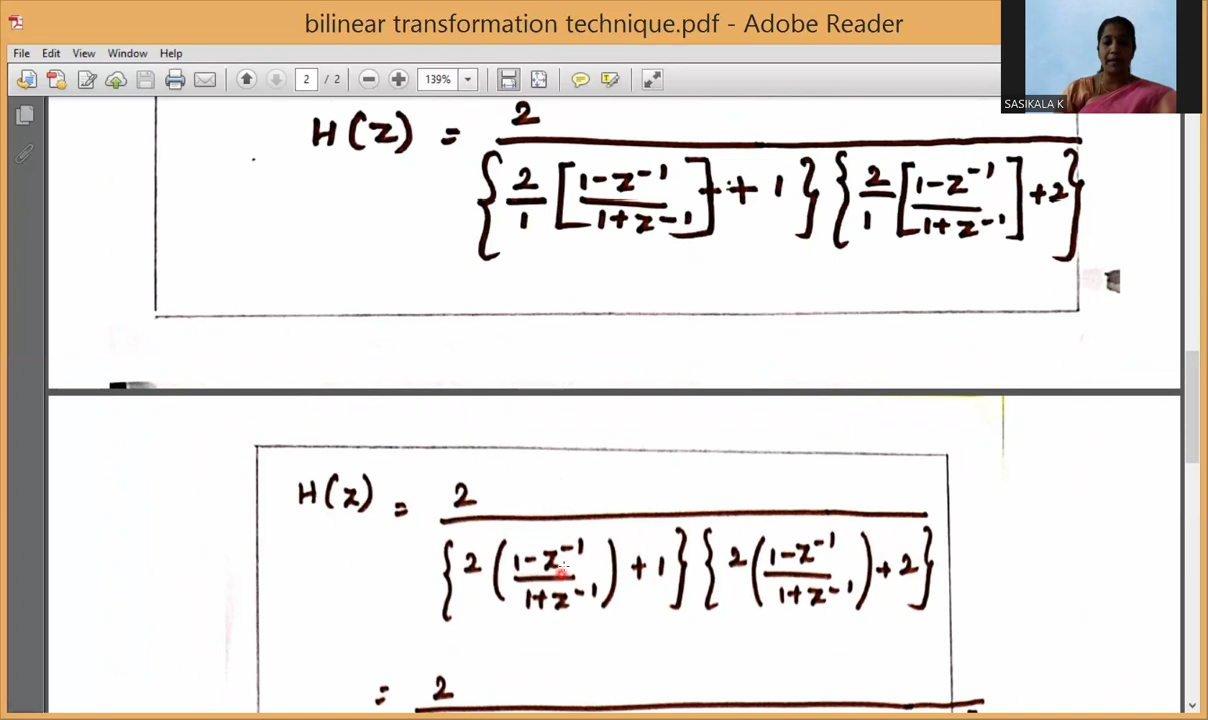 bilinear transformation technique.pdf - Adobe Reader
File Edit View Window Help
2 / 2 139%
SASIKALA K
H(z) = 2 / {2/1 [1-z⁻¹ / 1+z⁻¹] + 1} {2/1 [1-z⁻¹ / 1+z⁻¹] +2}
H(z) = 2 / {2 (1-z⁻¹ / 1+z⁻¹) + 1} {2 (1-z⁻¹ / 1+z⁻¹) +2}
= 2